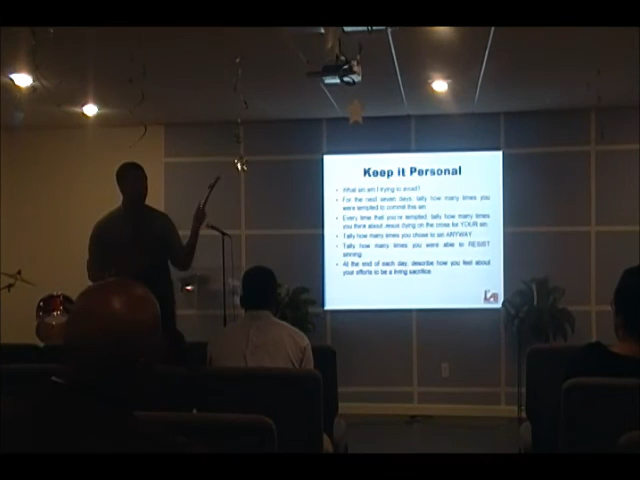 Keep it Personal
• What sin am I trying to avoid?
• For the next seven days, tally how many times you
were tempted to commit this sin.
• Every time that you're tempted, tally how many times
you think about Jesus dying on the cross for YOUR sin.
• Tally how many times you chose to sin ANYWAY.
• Tally how many times you were able to RESIST
sinning.
• At the end of each day, describe how you feel about
your efforts to be a living sacrifice.